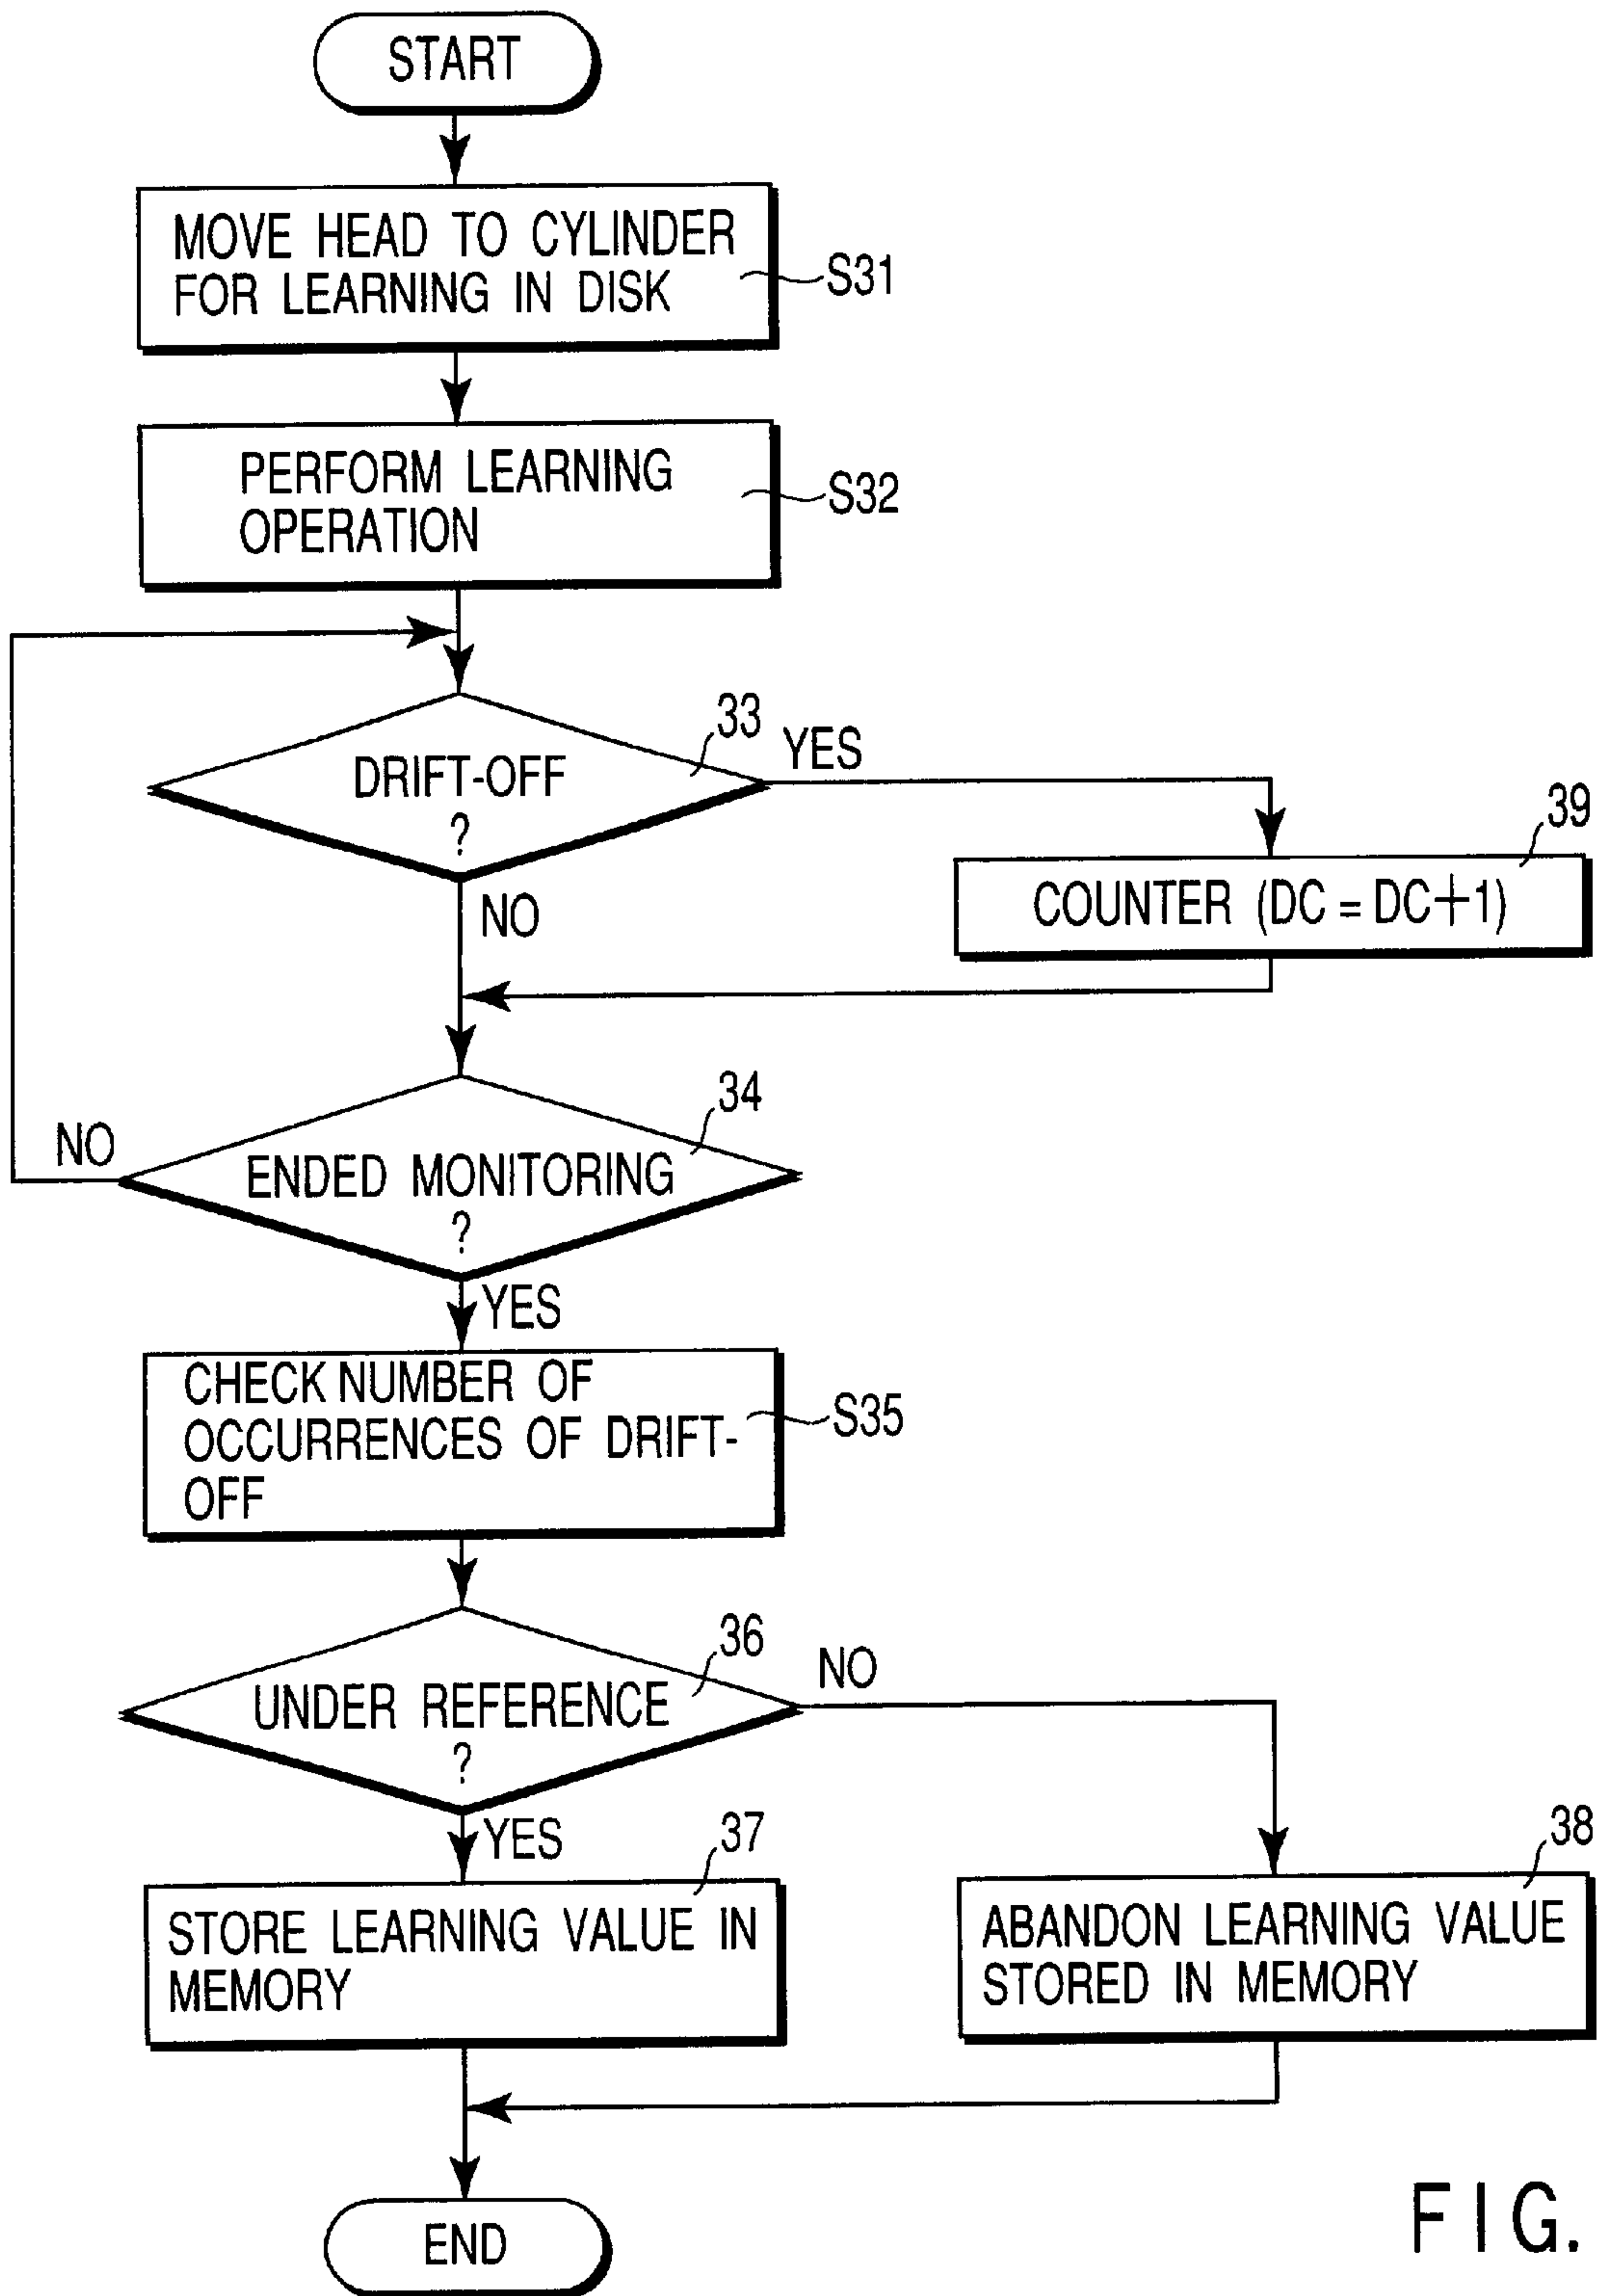 START
MOVE HEAD TO CYLINDER
FOR LEARNING IN DISK
S31
PERFORM LEARNING
OPERATION
S32
33
YES
DRIFT-OFF
?
NO
39
COUNTER (DC = DC+1)
34
NO
ENDED MONITORING
?
YES
CHECK NUMBER OF
OCCURRENCES OF DRIFT-
OFF
S35
36
NO
UNDER REFERENCE
?
YES
37
STORE LEARNING VALUE IN
MEMORY
38
ABANDON LEARNING VALUE
STORED IN MEMORY
END
FIG.